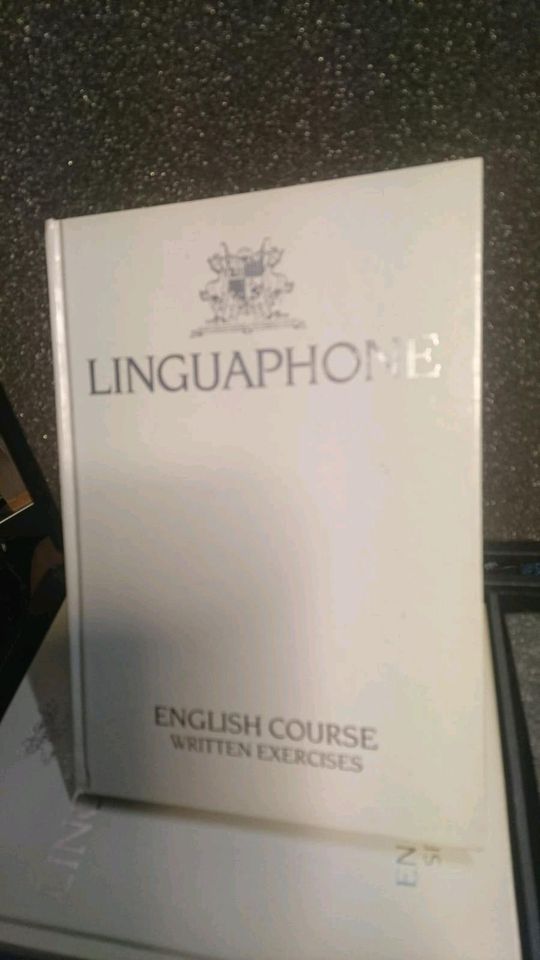 LINGUAPHONE
ENGLISH COURSE
WRITTEN EXERCISES